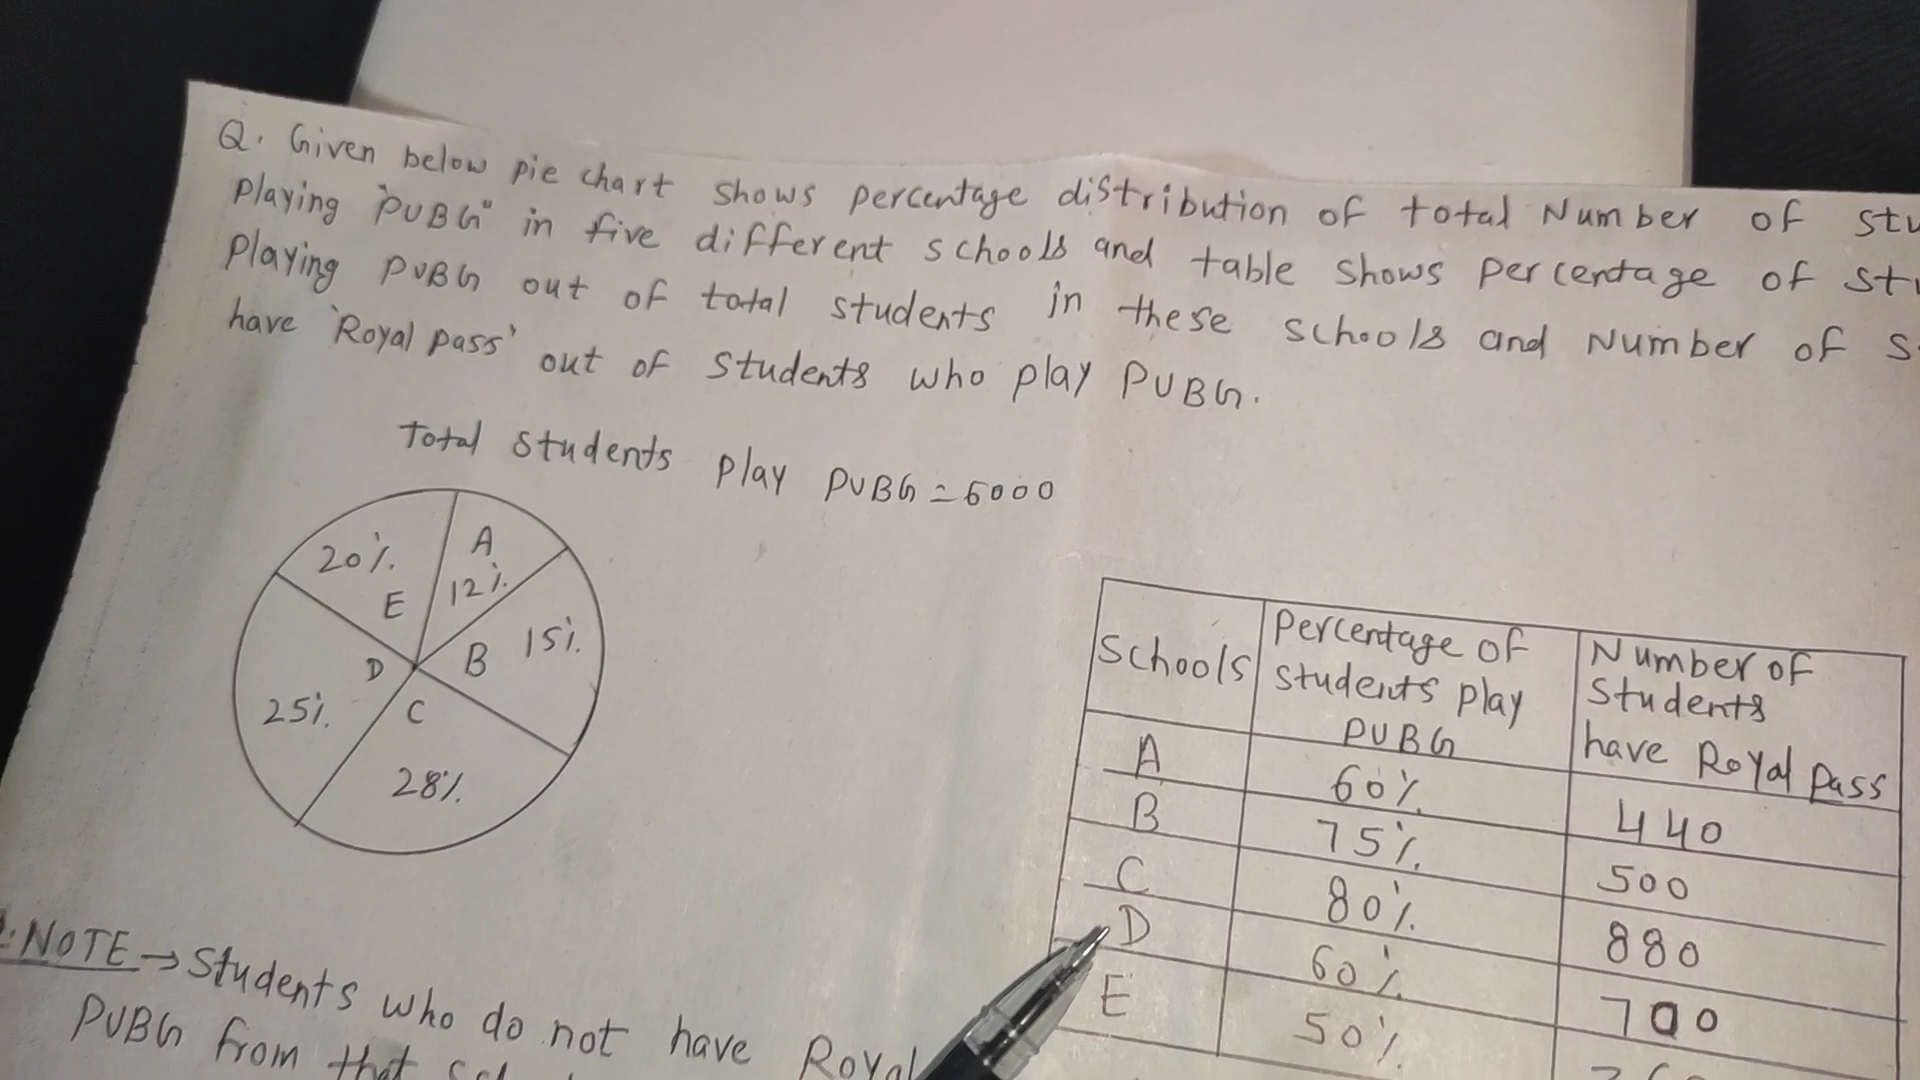 Q. Given below pie chart shows percentage distribution of total Number of
playing "PUBG" in five different schools and table shows percentage of
playing PUBG out of total students in these schools and Number of
have 'Royal pass' out of students who play PUBG.
Total students play PUBG = 6000
20%
E
A
12%
B
15%
D
25%
C
28%
Schools
Percentage of
students play
PUBG
Number of
students
have Royal pass
A 60% 440
B 75% 500
C 80% 880
D 60% 700
E 50%
NOTE → Students who do not have Royal
PUBG from that